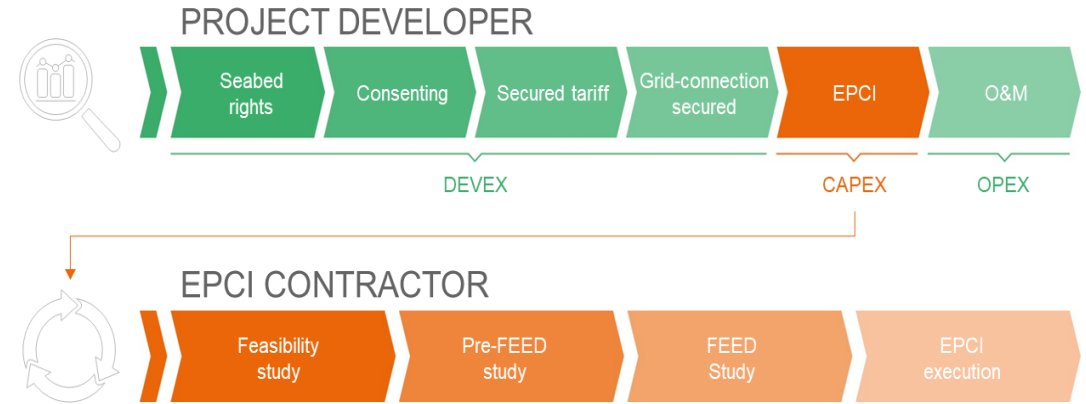 PROJECT DEVELOPER
Seabed
rights
Consenting
Secured tariff
Grid-connection
secured
EPCI
O&M
DEVEX
CAPEX
OPEX
EPCI CONTRACTOR
Feasibility
study
Pre-FEED
study
FEED
Study
EPCI
execution